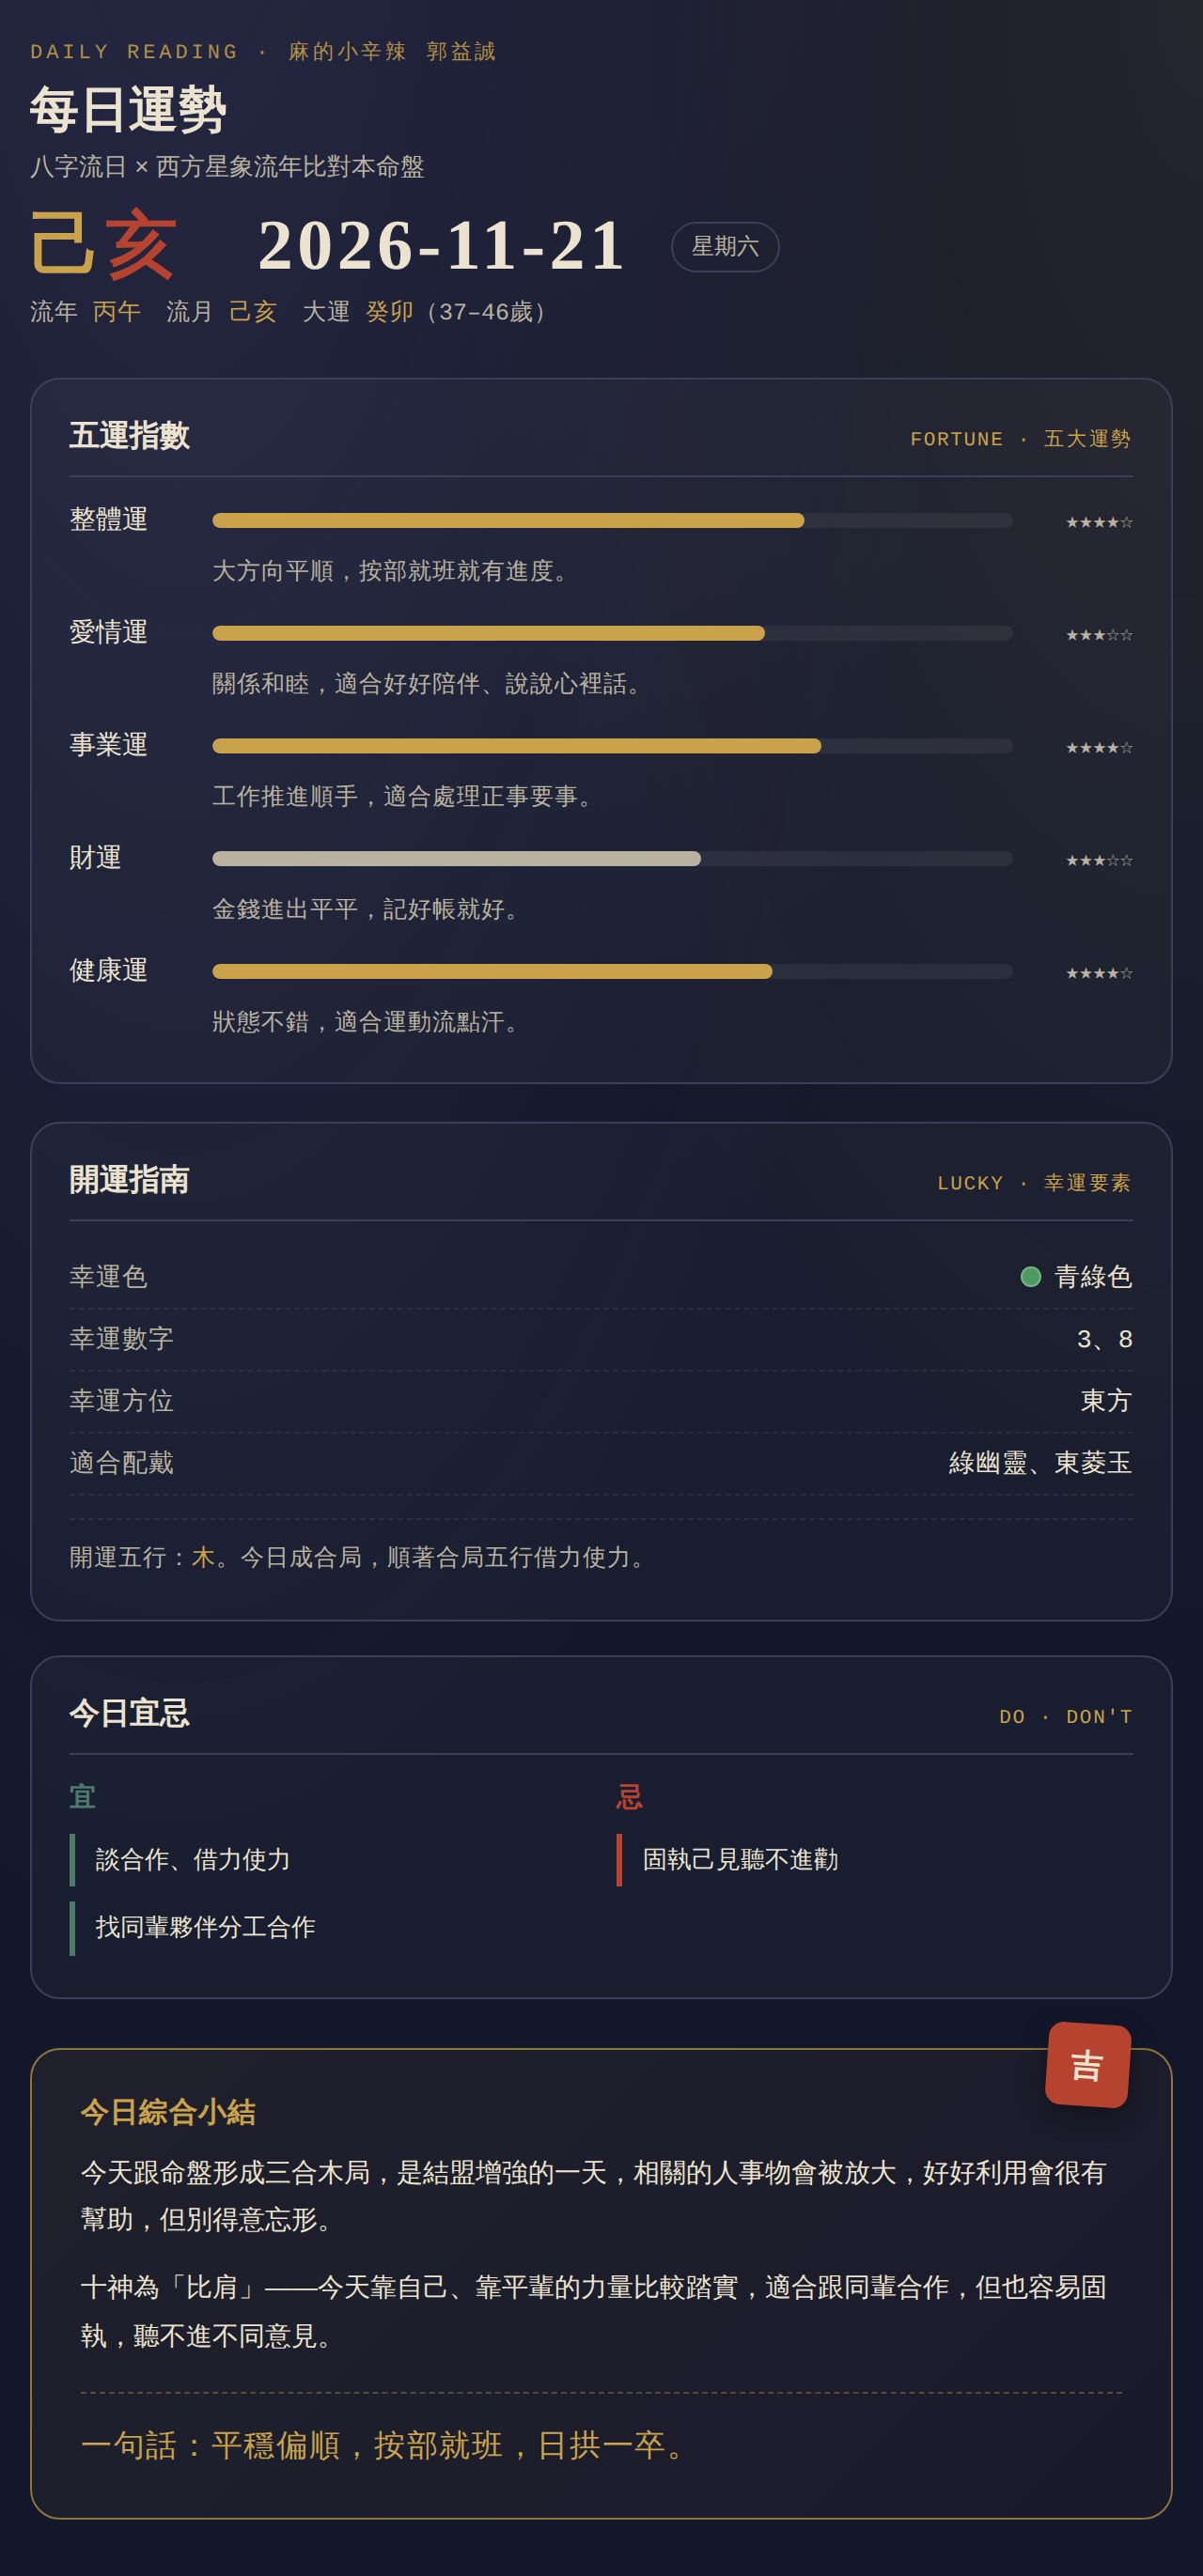 DAILY READING · 麻的小辛辣 郭益誠
每日運勢
八字流日 × 西方星象流年比對本命盤
己亥 2026-11-21 星期六
流年 丙午 流月 己亥 大運 癸卯（37–46歲）
五運指數 FORTUNE · 五大運勢
整體運 ★★★★☆
大方向平順，按部就班就有進度。
愛情運 ★★★☆☆
關係和睦，適合好好陪伴、說說心裡話。
事業運 ★★★★☆
工作推進順手，適合處理正事要事。
財運 ★★★☆☆
金錢進出平平，記好帳就好。
健康運 ★★★★☆
狀態不錯，適合運動流點汗。
開運指南 LUCKY · 幸運要素
幸運色 青綠色
幸運數字 3、8
幸運方位 東方
適合配戴 綠幽靈、東菱玉
開運五行：木。今日成合局，順著合局五行借力使力。
今日宜忌 DO · DON'T
宜 忌
談合作、借力使力 固執己見聽不進勸
找同輩夥伴分工合作
吉
今日綜合小結
今天跟命盤形成三合木局，是結盟增強的一天，相關的人事物會被放大，好好利用會很有
幫助，但別得意忘形。
十神為「比肩」——今天靠自己、靠平輩的力量比較踏實，適合跟同輩合作，但也容易固
執，聽不進不同意見。
一句話：平穩偏順，按部就班，日拱一卒。